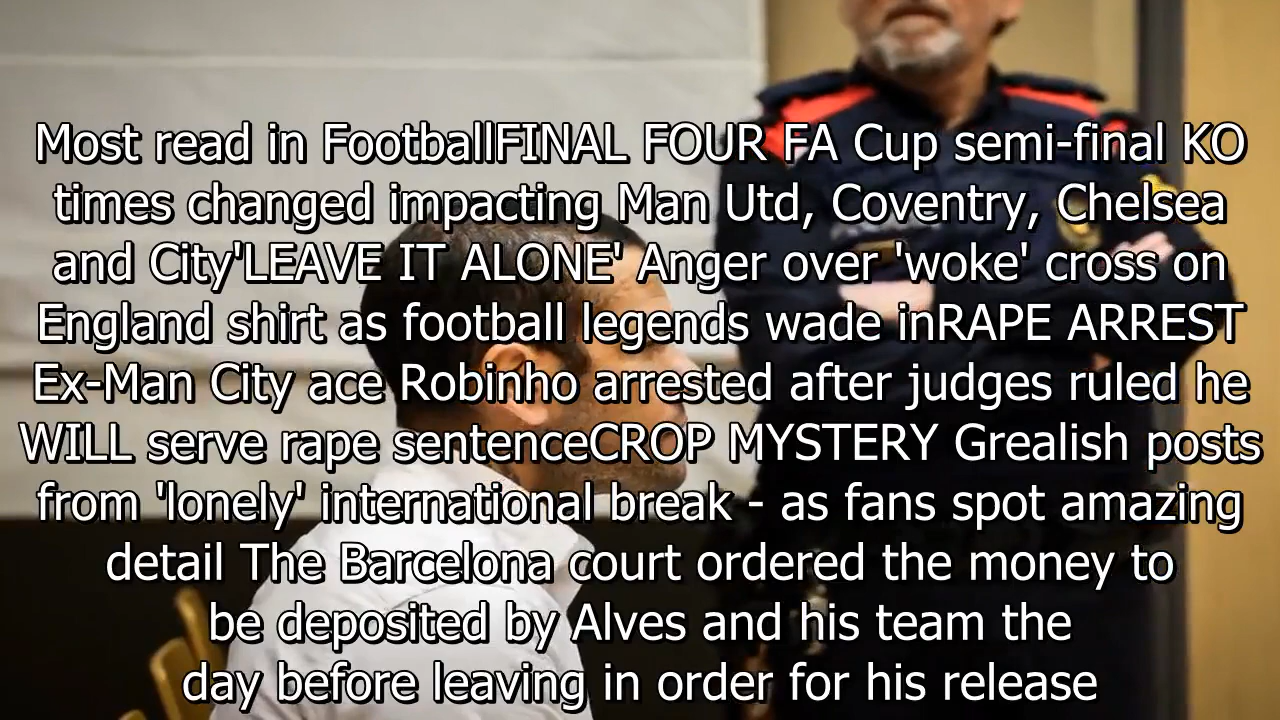 Most read in FootballFINAL FOUR FA Cup semi-final KO
times changed impacting Man Utd, Coventry, Chelsea
and City'LEAVE IT ALONE' Anger over 'woke' cross on
England shirt as football legends wade inRAPE ARREST
Ex-Man City ace Robinho arrested after judges ruled he
WILL serve rape sentenceCROP MYSTERY Grealish posts
from 'lonely' international break - as fans spot amazing
detail The Barcelona court ordered the money to
be deposited by Alves and his team the
day before leaving in order for his release